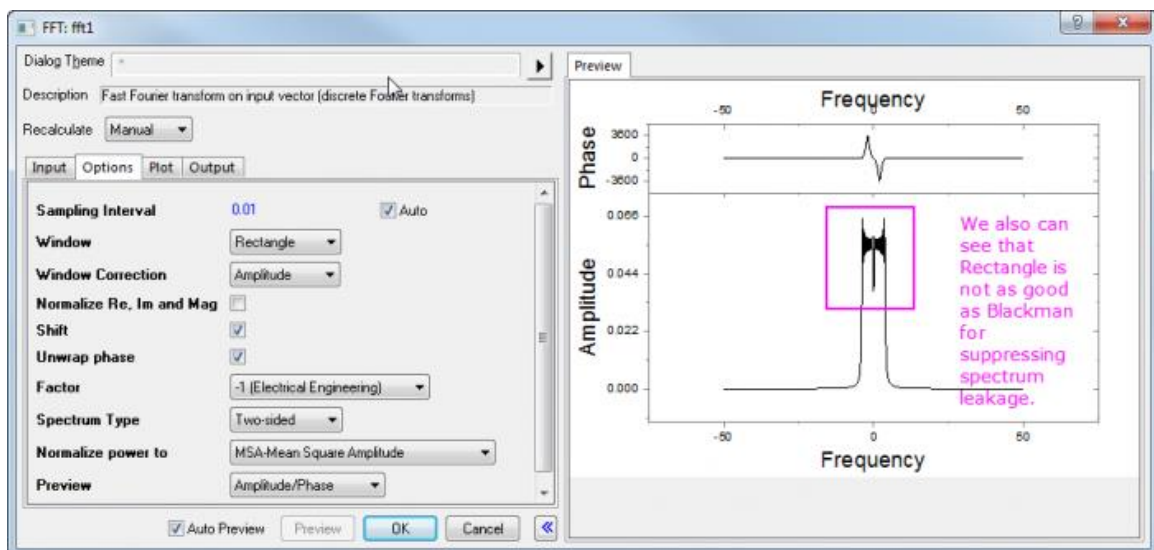 FFT: fft1
Dialog Theme *
Description Fast Fourier transform on input vector (discrete Fourier transforms)
Recalculate Manual
Input Options Plot Output
Sampling Interval 0.01 Auto
Window Rectangle
Window Correction Amplitude
Normalize Re, Im and Mag
Shift
Unwrap phase
Factor -1 (Electrical Engineering)
Spectrum Type Two-sided
Normalize power to MSA-Mean Square Amplitude
Preview Amplitude/Phase
Auto Preview Preview OK Cancel
Preview
Frequency
-50 0 50
Phase
3600
0
-3600
Amplitude
0.066
0.044
0.022
0.000
We also can
see that
Rectangle is
not as good
as Blackman
for
suppressing
spectrum
leakage.
-50 0 50
Frequency